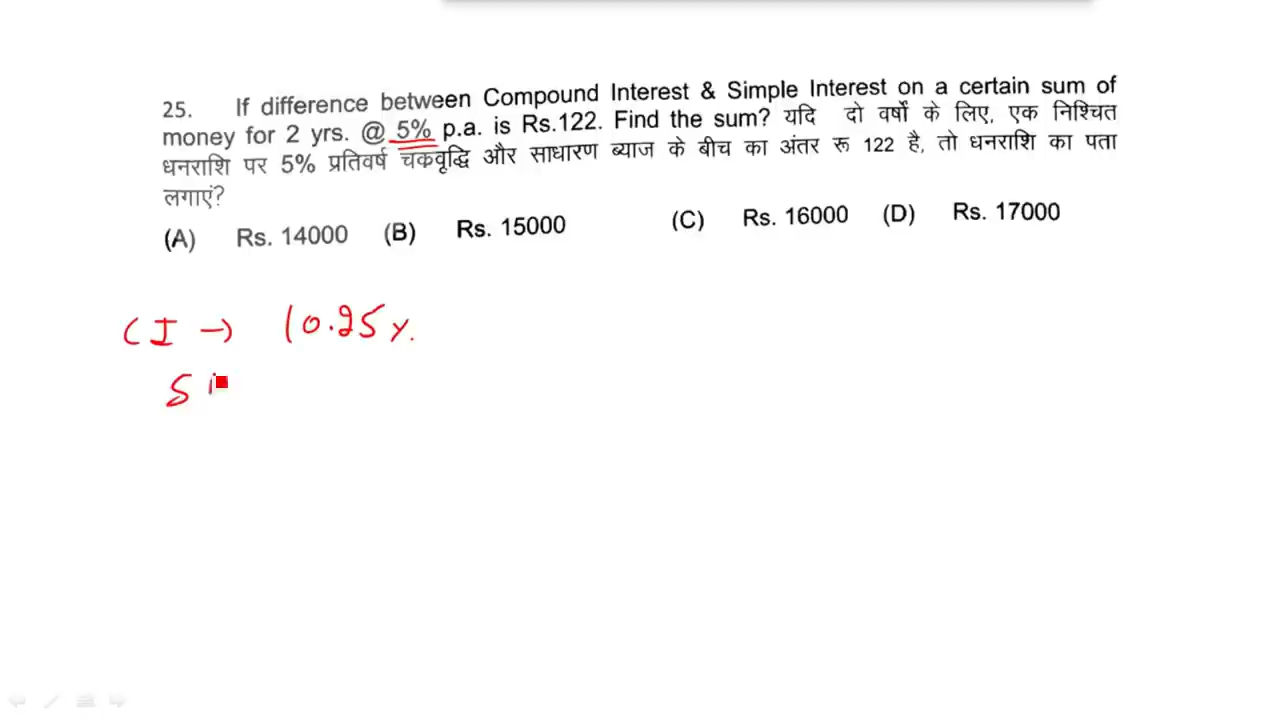 25. If difference between Compound Interest & Simple Interest on a certain sum of
money for 2 yrs. @ 5% p.a. is Rs.122. Find the sum? यदि दो वर्षों के लिए, एक निश्चित
धनराशि पर 5% प्रतिवर्ष चकवृद्धि और साधारण ब्याज के बीच का अंतर रू 122 है, तो धनराशि का पता
लगाएं?
(A) Rs. 14000 (B) Rs. 15000 (C) Rs. 16000 (D) Rs. 17000
CI → 10.25%
SI